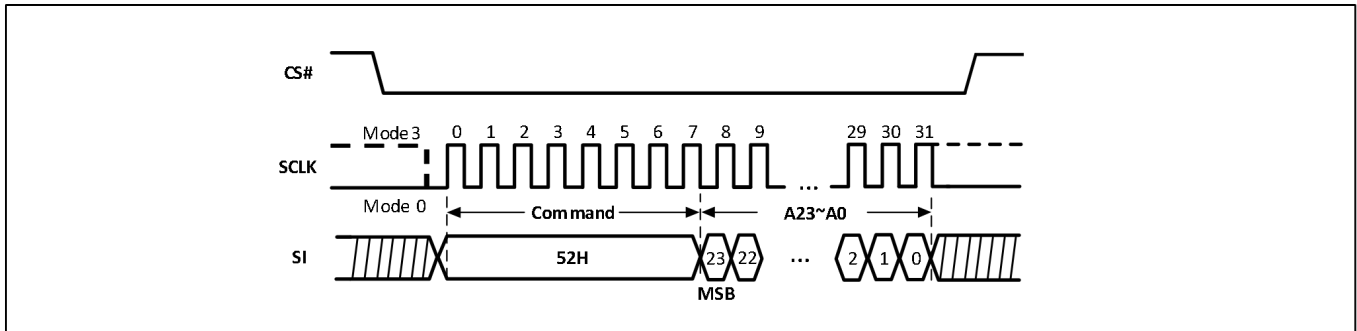 CS#
Mode 3 0 1 2 3 4 5 6 7 8 9 29 30 31
SCLK ...
Mode 0 Command A23~A0
SI 52H 23 22 ... 2 1 0
MSB